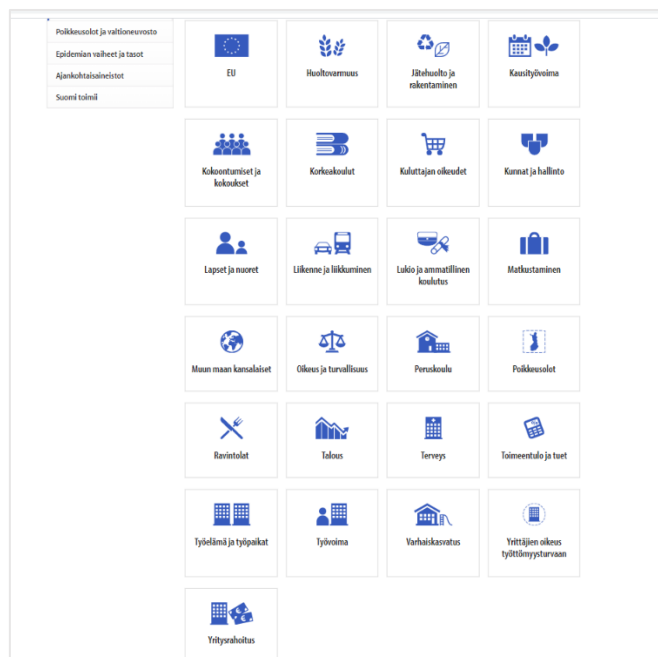 Poikkeusolot ja valtioneuvosto
Epidemian vaiheet ja tasot
Ajankohtaisaineistot
Suomi toimii
EU
Huoltovarmuus
Jätehuolto ja
rakentaminen
Kausityövoima
Kokoontumiset ja
kokoukset
Korkeakoulut
Kuluttajan oikeudet
Kunnat ja hallinto
Lapset ja nuoret
Liikenne ja liikkuminen
Lukio ja ammatillinen
koulutus
Matkustaminen
Muun maan kansalaiset
Oikeus ja turvallisuus
Peruskoulu
Poikkeusolot
Ravintolat
Talous
Terveys
Toimeentulo ja tuet
Työelämä ja työpaikat
Työvoima
Varhaiskasvatus
Yrittäjien oikeus
työttömyysturvaan
Yritysrahoitus